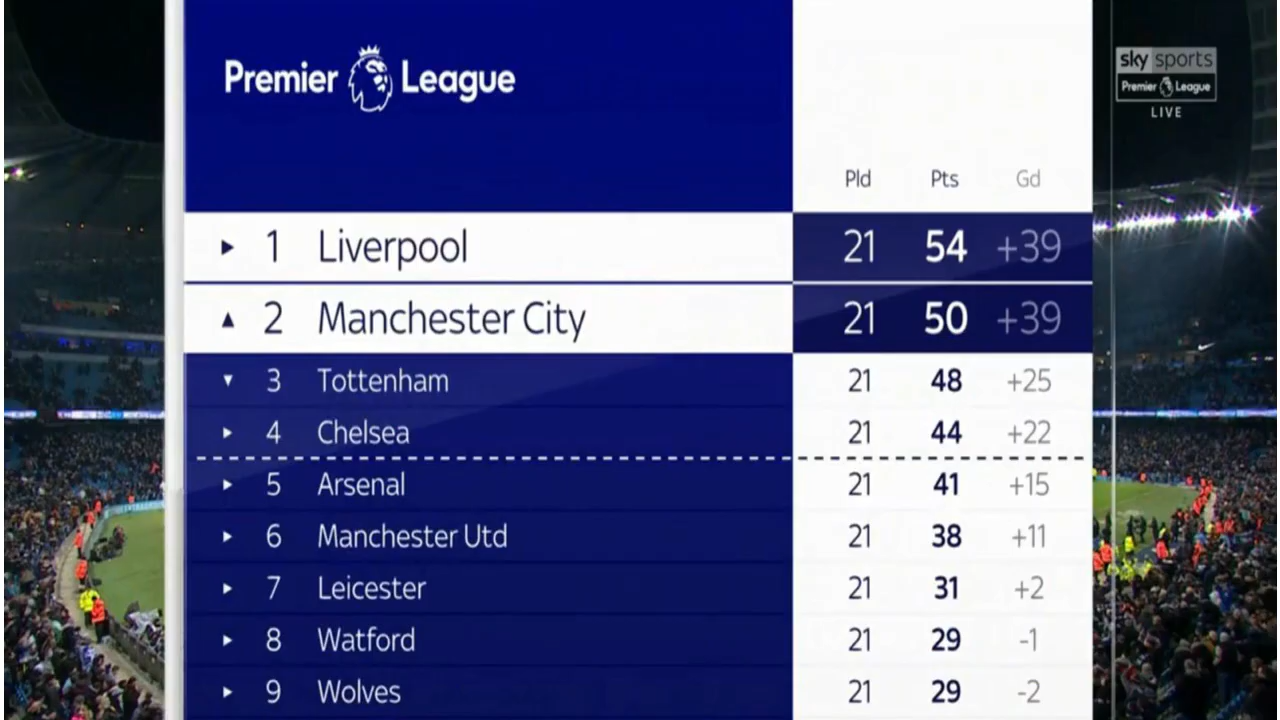 Premier League
sky sports
Premier League
LIVE
Pld Pts Gd
1 Liverpool 21 54 +39
2 Manchester City 21 50 +39
3 Tottenham 21 48 +25
4 Chelsea 21 44 +22
5 Arsenal 21 41 +15
6 Manchester Utd 21 38 +11
7 Leicester 21 31 +2
8 Watford 21 29 -1
9 Wolves 21 29 -2